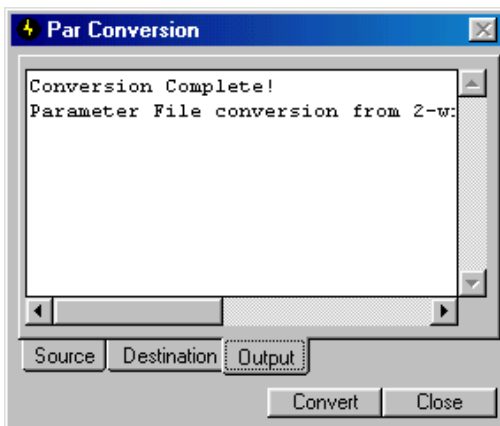 Par Conversion
Conversion Complete!
Parameter File conversion from 2-w
Source Destination Output
Convert Close